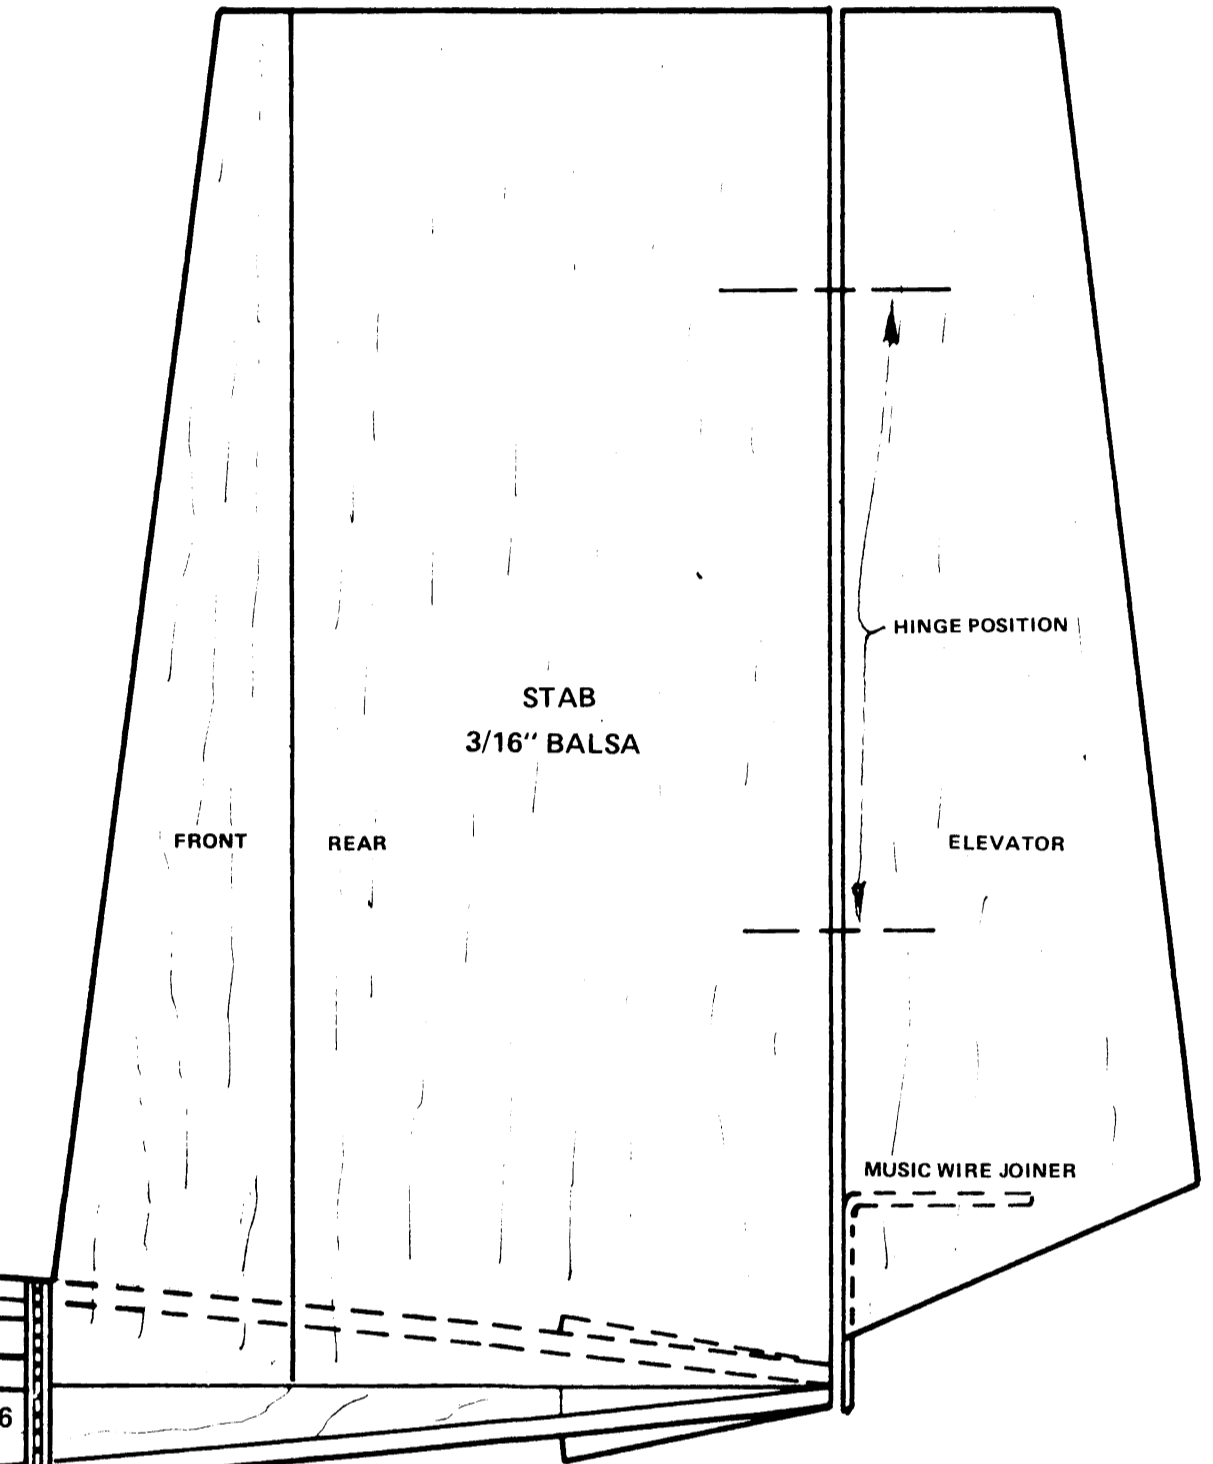 HINGE POSITION
STAB
3/16" BALSA
FRONT
REAR
ELEVATOR
MUSIC WIRE JOINER
6